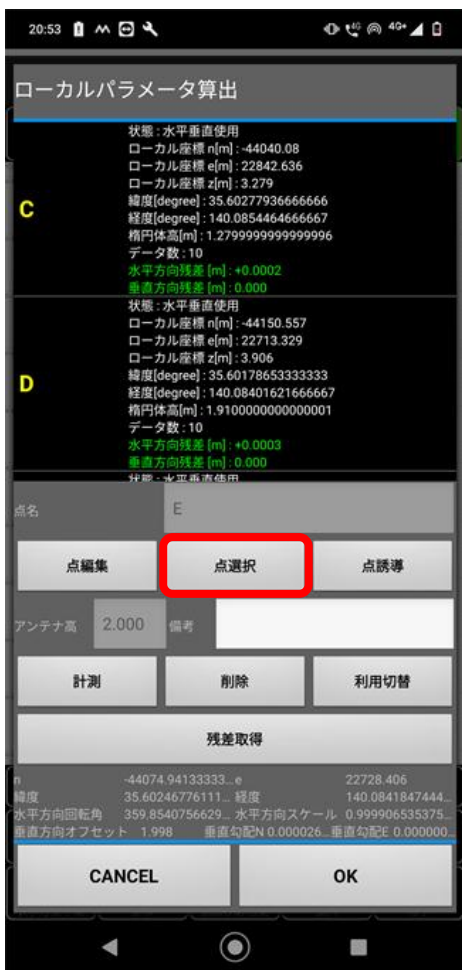 20:53 4G 4G+
ローカルパラメータ算出
状態 : 水平垂直使用
ローカル座標 n[m] : -44040.08
ローカル座標 e[m] : 22842.636
ローカル座標 z[m] : 3.279
C
緯度[degree] : 35.60277936666666
経度[degree] : 140.0854464666667
楕円体高[m] : 1.2799999999999996
データ数 : 10
水平方向残差 [m] : +0.0002
垂直方向残差 [m] : 0.000
状態 : 水平垂直使用
ローカル座標 n[m] : -44150.557
ローカル座標 e[m] : 22713.329
ローカル座標 z[m] : 3.906
D
緯度[degree] : 35.60178653333333
経度[degree] : 140.08401621666667
楕円体高[m] : 1.9100000000000001
データ数 : 10
水平方向残差 [m] : +0.0003
垂直方向残差 [m] : 0.000
状態 : 水平垂直使用
点名 E
点編集 点選択 点誘導
アンテナ高 2.000 備考
計測 削除 利用切替
残差取得
n -44074.94133333... e 22728.406
緯度 35.60246776111... 経度 140.0841847444...
水平方向回転角 359.8540756629... 水平方向スケール 0.999906535375...
垂直方向オフセット 1.998 垂直勾配N 0.000026... 垂直勾配E 0.000000...
CANCEL OK